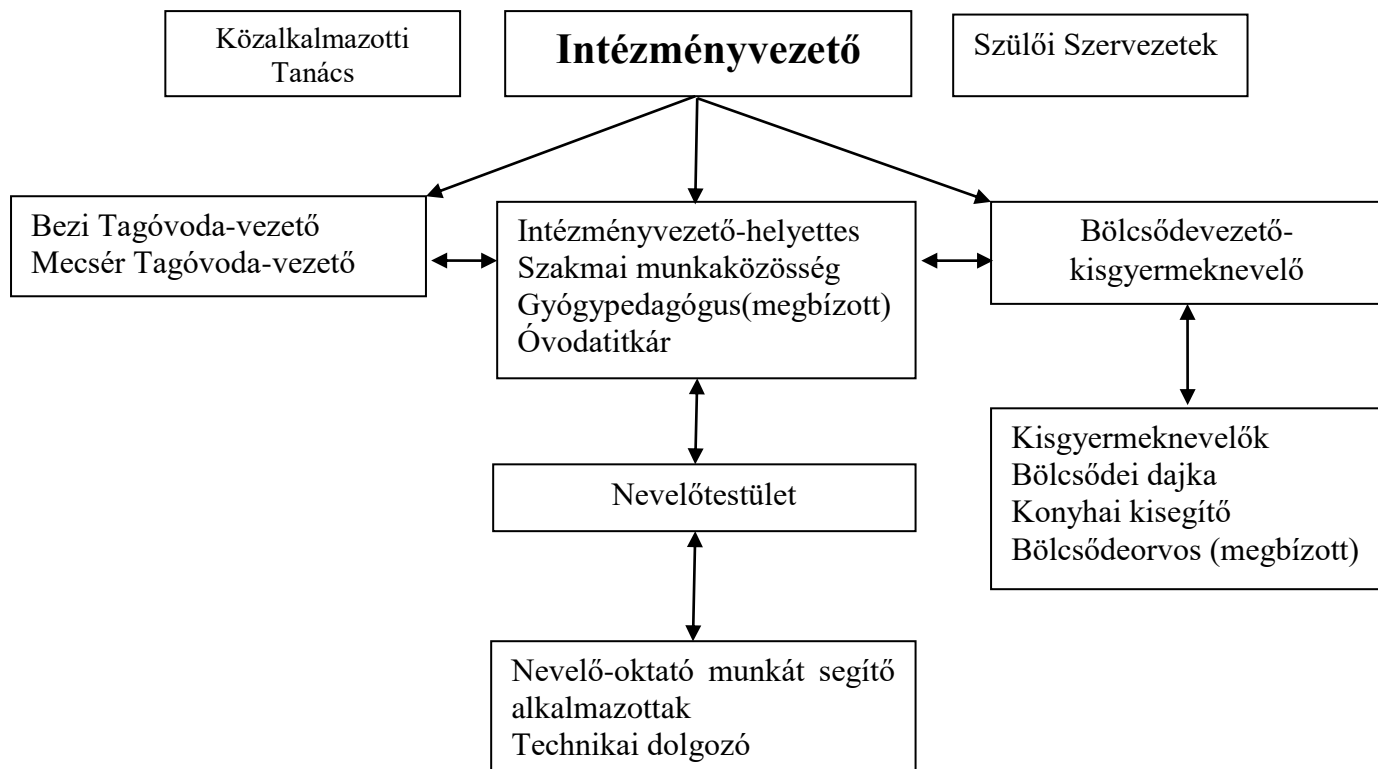 Közalkalmazotti
Tanács
Intézményvezető
Szülői Szervezetek
Bezi Tagóvoda-vezető
Mecsér Tagóvoda-vezető
Intézményvezető-helyettes
Szakmai munkaközösség
Gyógypedagógus(megbízott)
Óvodatitkár
Bölcsődevezető-
kisgyermeknevelő
Kisgyermeknevelők
Bölcsődei dajka
Konyhai kisegítő
Bölcsődeorvos (megbízott)
Nevelőtestület
Nevelő-oktató munkát segítő
alkalmazottak
Technikai dolgozó